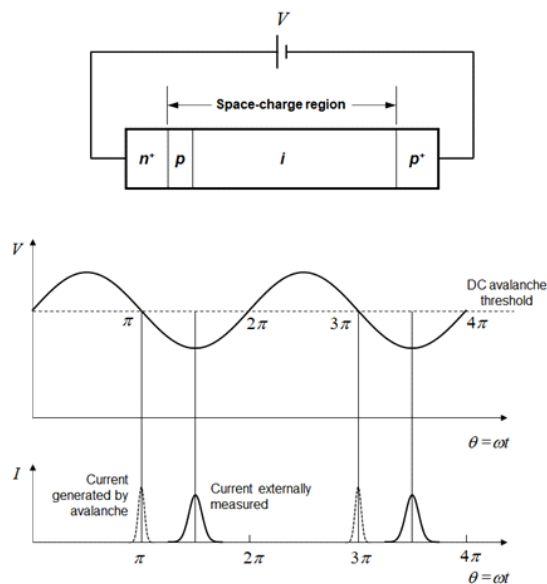 V
Space-charge region
n+ p i p+
V
DC avalanche
threshold
π 2π 3π 4π
θ = ωt
I
Current
generated by
avalanche
Current externally
measured
π 2π 3π 4π
θ = ωt